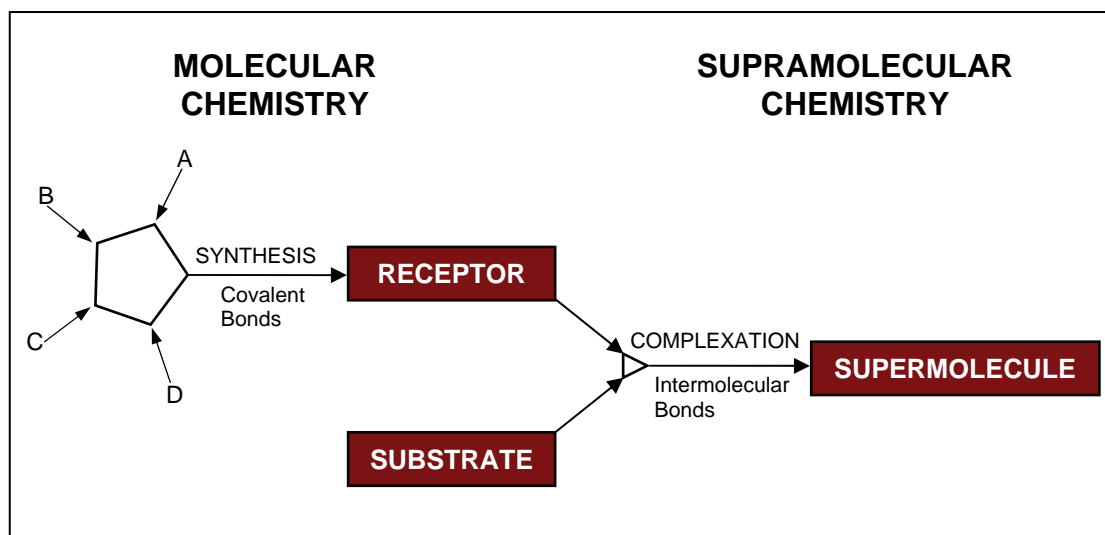 MOLECULAR
CHEMISTRY
SUPRAMOLECULAR
CHEMISTRY
A
B
C
D
SYNTHESIS
Covalent
Bonds
RECEPTOR
SUBSTRATE
COMPLEXATION
Intermolecular
Bonds
SUPERMOLECULE